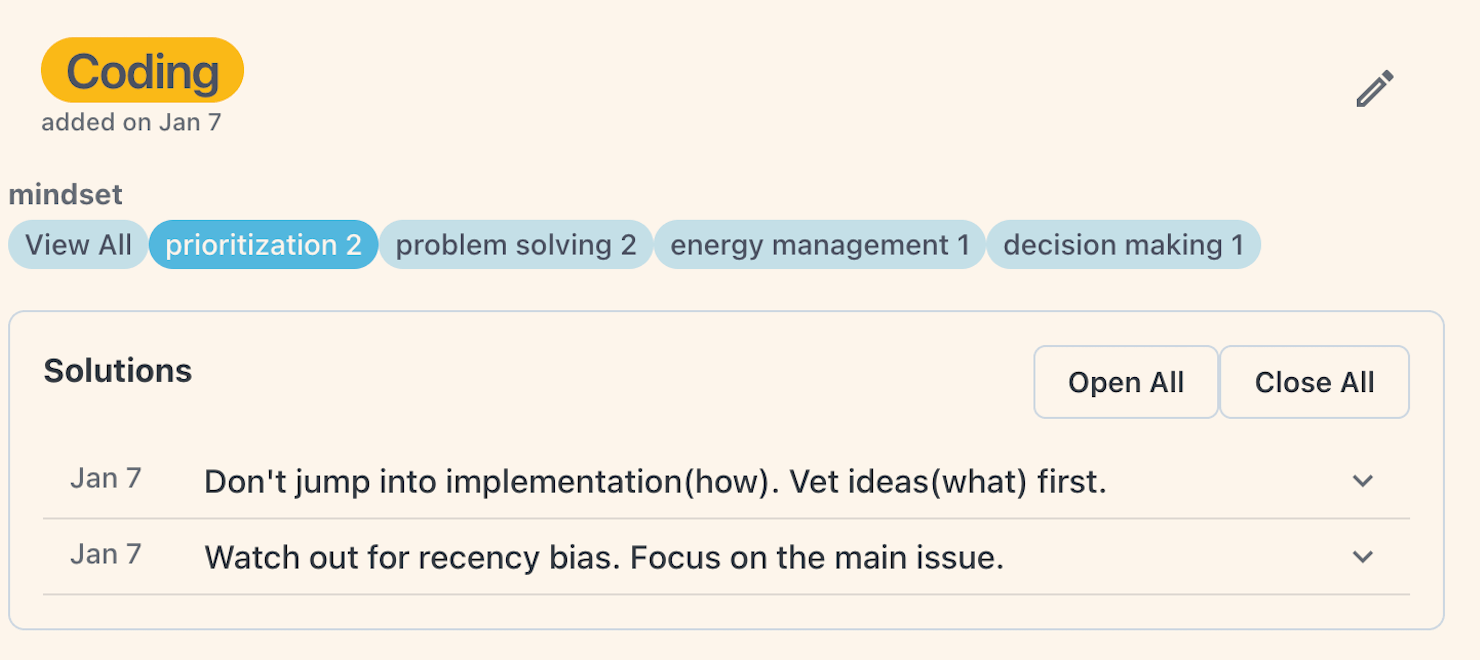 Coding
added on Jan 7
mindset
View All prioritization 2 problem solving 2 energy management 1 decision making 1
Solutions Open All Close All
Jan 7 Don't jump into implementation(how). Vet ideas(what) first.
Jan 7 Watch out for recency bias. Focus on the main issue.